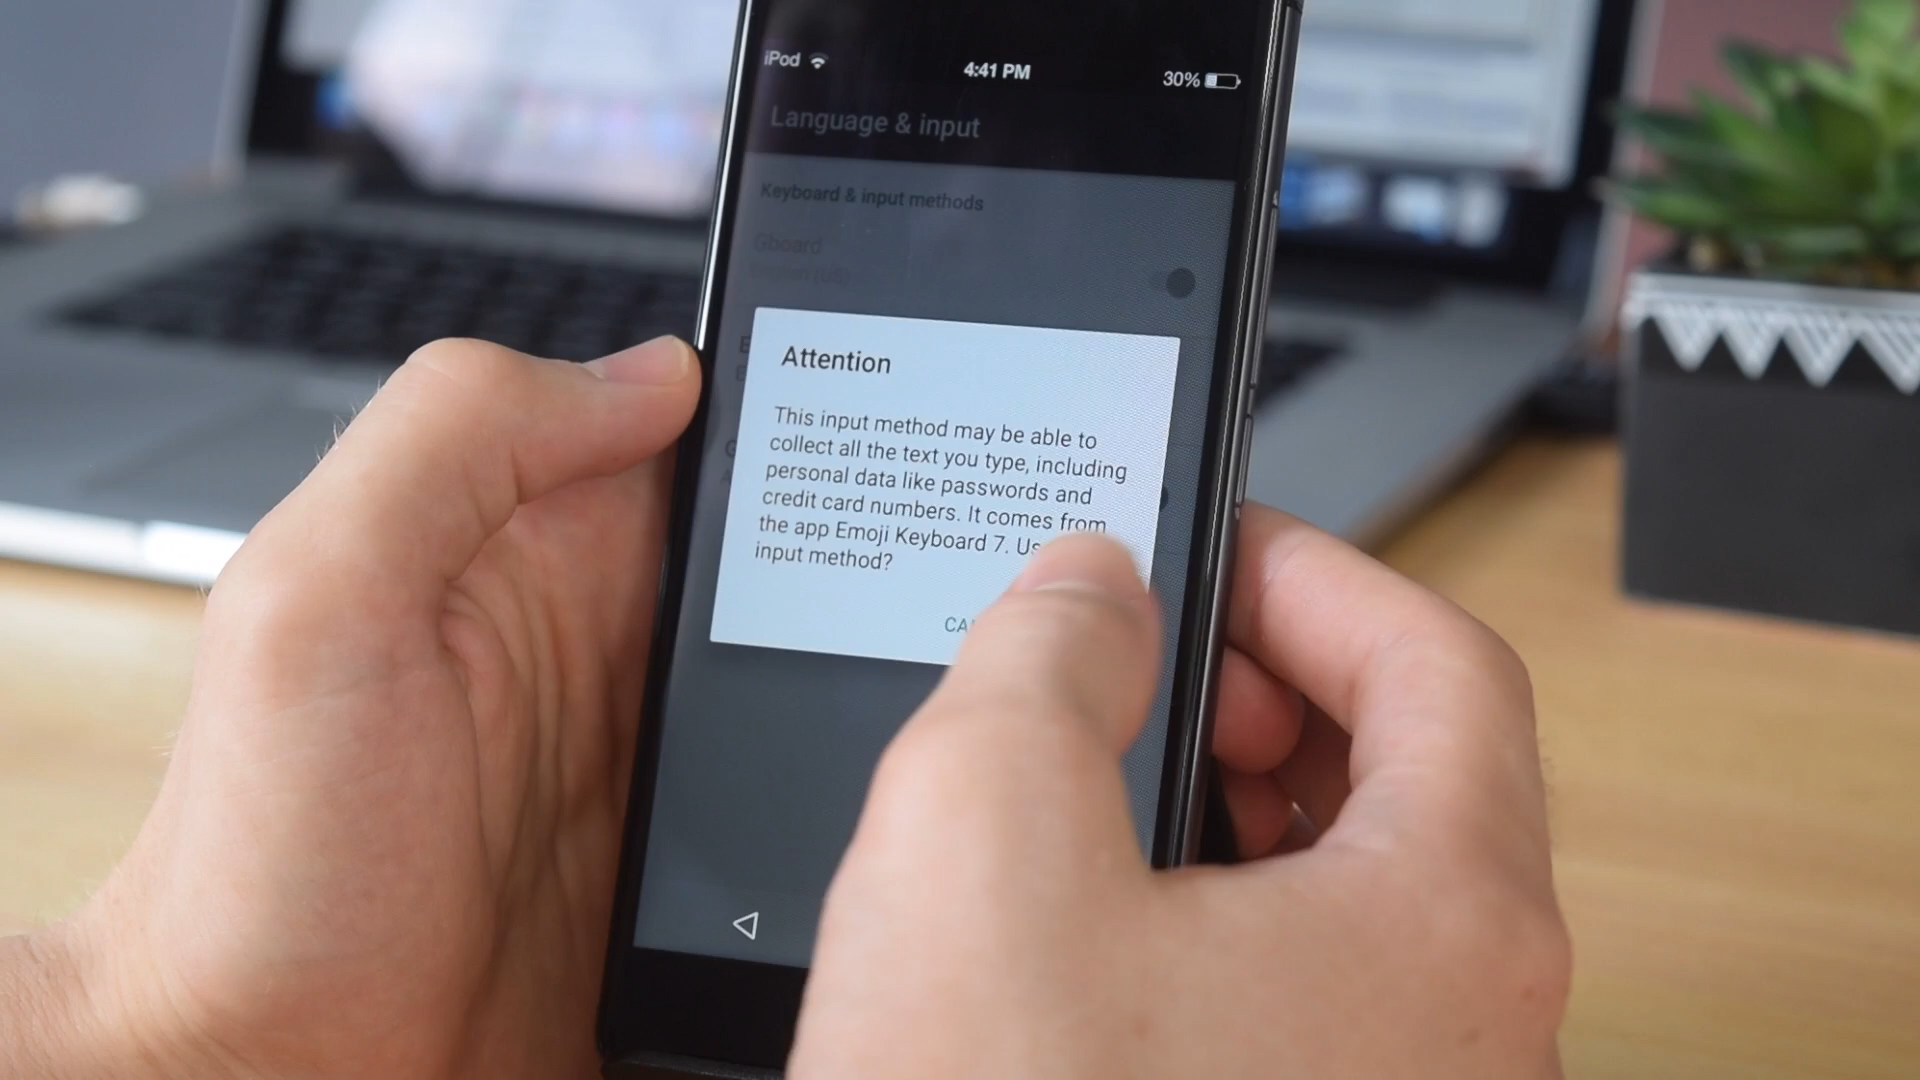 iPod 4:41 PM 30%
Language & input
Keyboard & input methods
Gboard
Attention
This input method may be able to
collect all the text you type, including
personal data like passwords and
credit card numbers. It comes from
the app Emoji Keyboard 7.
input method?